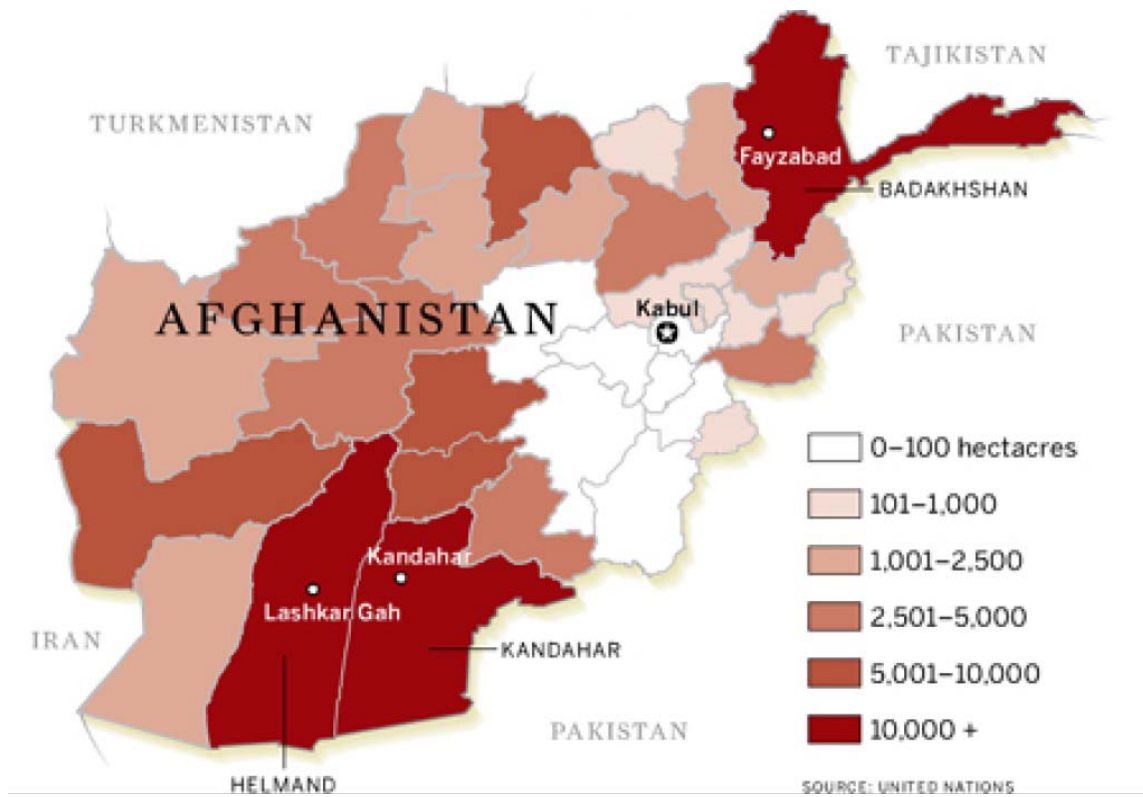 TAJIKISTAN
TURKMENISTAN
Fayzabad
BADAKHSHAN
AFGHANISTAN
Kabul
PAKISTAN
0–100 hectacres
101–1,000
1,001–2,500
2,501–5,000
5,001–10,000
10,000 +
Kandahar
Lashkar Gah
IRAN
KANDAHAR
PAKISTAN
HELMAND
SOURCE: UNITED NATIONS